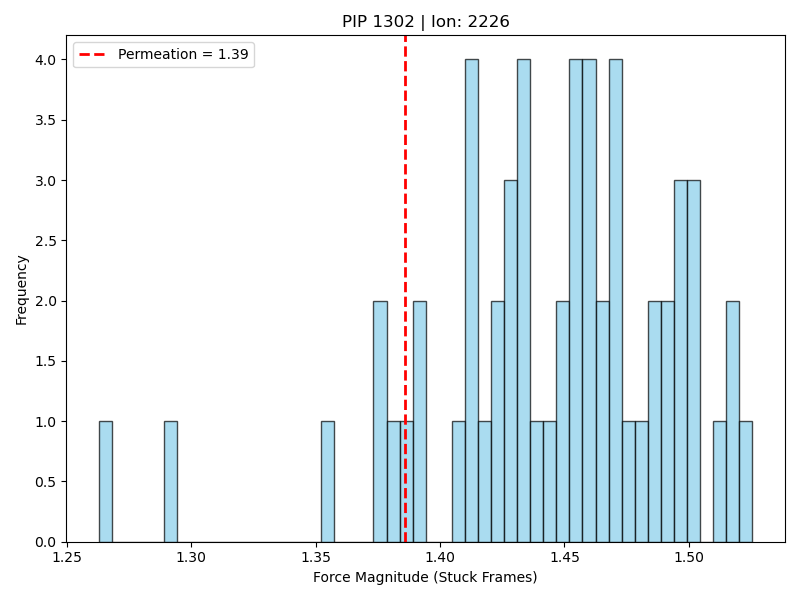 PIP 1302 | Ion: 2226
Permeation = 1.39
4.0
3.5
3.0
2.5
2.0
1.5
1.0
0.5
0.0
Frequency
1.25 1.30 1.35 1.40 1.45 1.50
Force Magnitude (Stuck Frames)